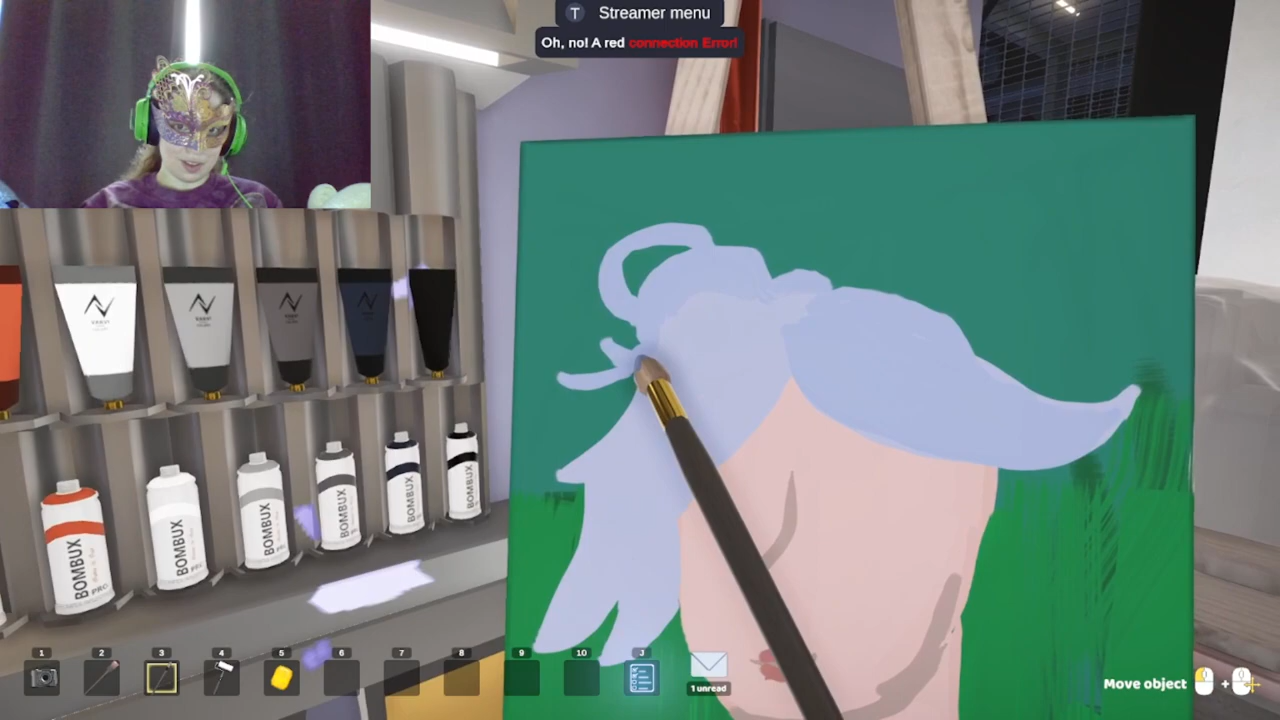 T Streamer menu
Oh, no! A red connection Error!
BOMBUX
PRO
BOMBUX
BOMBUX
BOMBUX
BOMBUX
BOMBUX
1
2
3
4
5
6
7
8
9
10
J
1 unread
Move object +